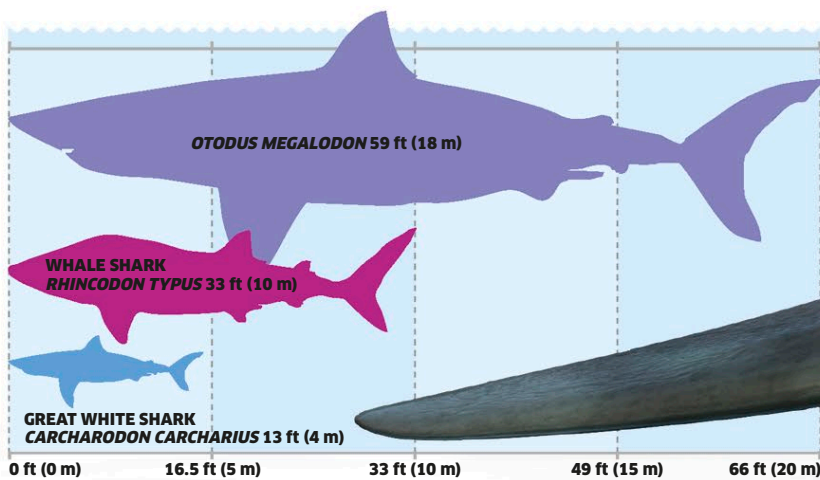 OTODUS MEGALODON 59 ft (18 m)
WHALE SHARK
RHINCODON TYPUS 33 ft (10 m)
GREAT WHITE SHARK
CARCHARODON CARCHARIUS 13 ft (4 m)
0 ft (0 m) 16.5 ft (5 m) 33 ft (10 m) 49 ft (15 m) 66 ft (20 m)